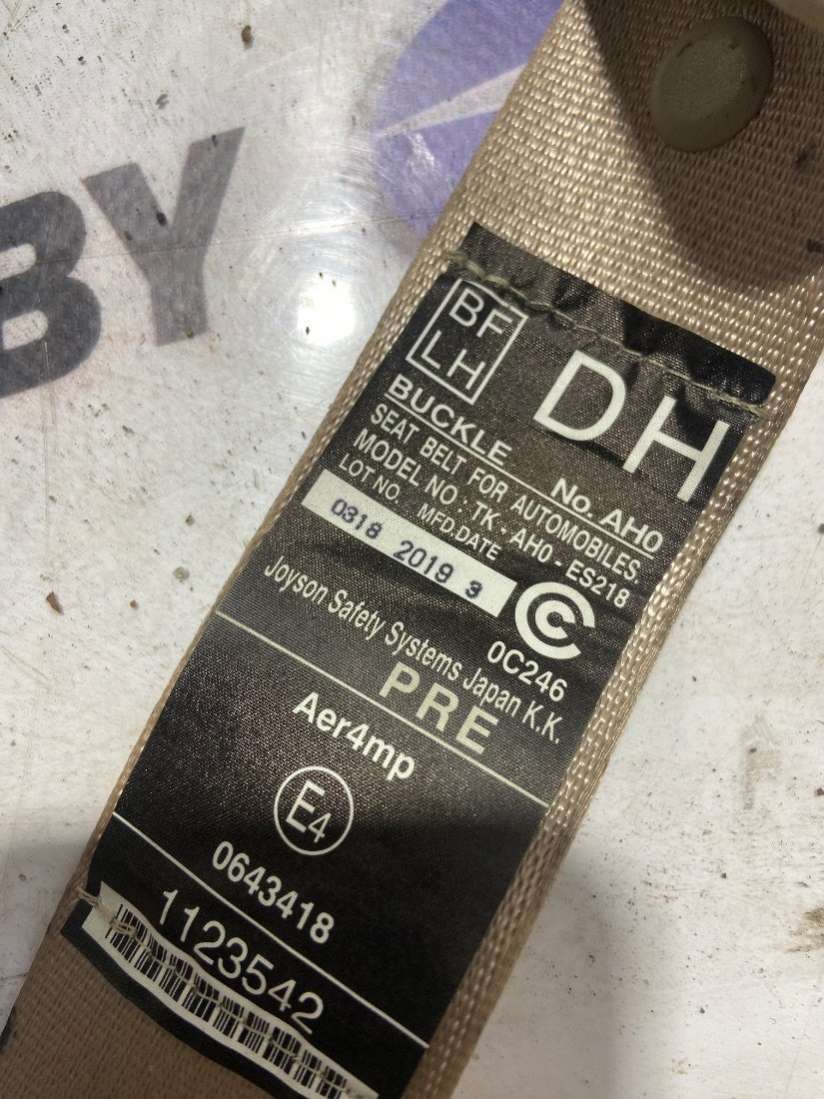 BY
BF
LH
DH
BUCKLE No. AH0
SEAT BELT FOR AUTOMOBILES.
MODEL NO : TK - AH0 - ES218
LOT NO. MFD.DATE
0318 2019 3
C
0C246
Joyson Safety Systems Japan K.K.
PRE
Aer4mp
E4
0643418
1123542